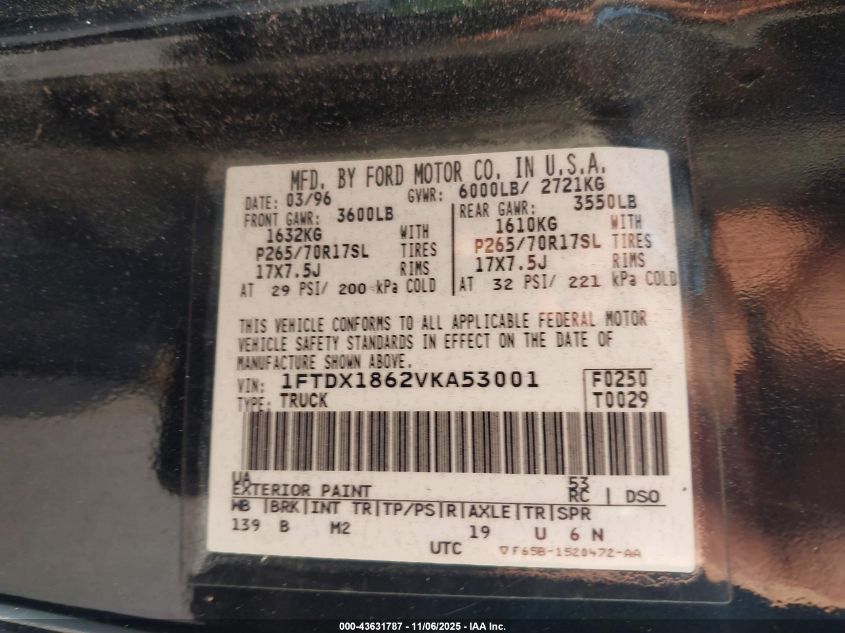 MFD. BY FORD MOTOR CO. IN U.S.A.
DATE: 03/96 GVWR: 6000LB/ 2721KG
FRONT GAWR: 3600LB REAR GAWR: 3550LB
1632KG WITH 1610KG WITH
P265/70R17SL TIRES P265/70R17SL TIRES
17X7.5J RIMS 17X7.5J RIMS
AT 29 PSI/ 200 kPa COLD AT 32 PSI/ 221 kPa COLD
THIS VEHICLE CONFORMS TO ALL APPLICABLE FEDERAL MOTOR
VEHICLE SAFETY STANDARDS IN EFFECT ON THE DATE OF
MANUFACTURE SHOWN ABOVE.
VIN: 1FTDX1862VKA53001 F0250
TYPE: TRUCK T0029
UA 53
EXTERIOR PAINT RC | DSO
WB |BRK|INT TR|TP/PS|R|AXLE|TR|SPR
139 B M2 19 U 6 N
UTC ▽F65B-1520472-AA
000-43631787 - 11/06/2025 - IAA Inc.